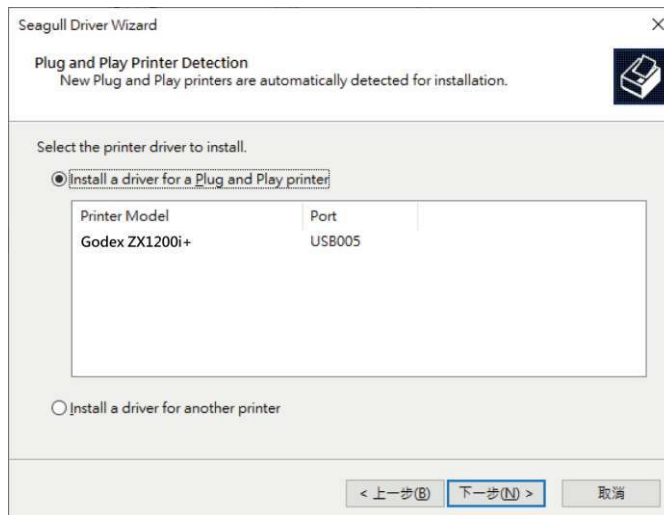 Seagull Driver Wizard
Plug and Play Printer Detection
New Plug and Play printers are automatically detected for installation.
Select the printer driver to install.
Install a driver for a Plug and Play printer
Printer Model Port
Godex ZX1200i+ USB005
Install a driver for another printer
< 上一步(B) 下一步(N) > 取消